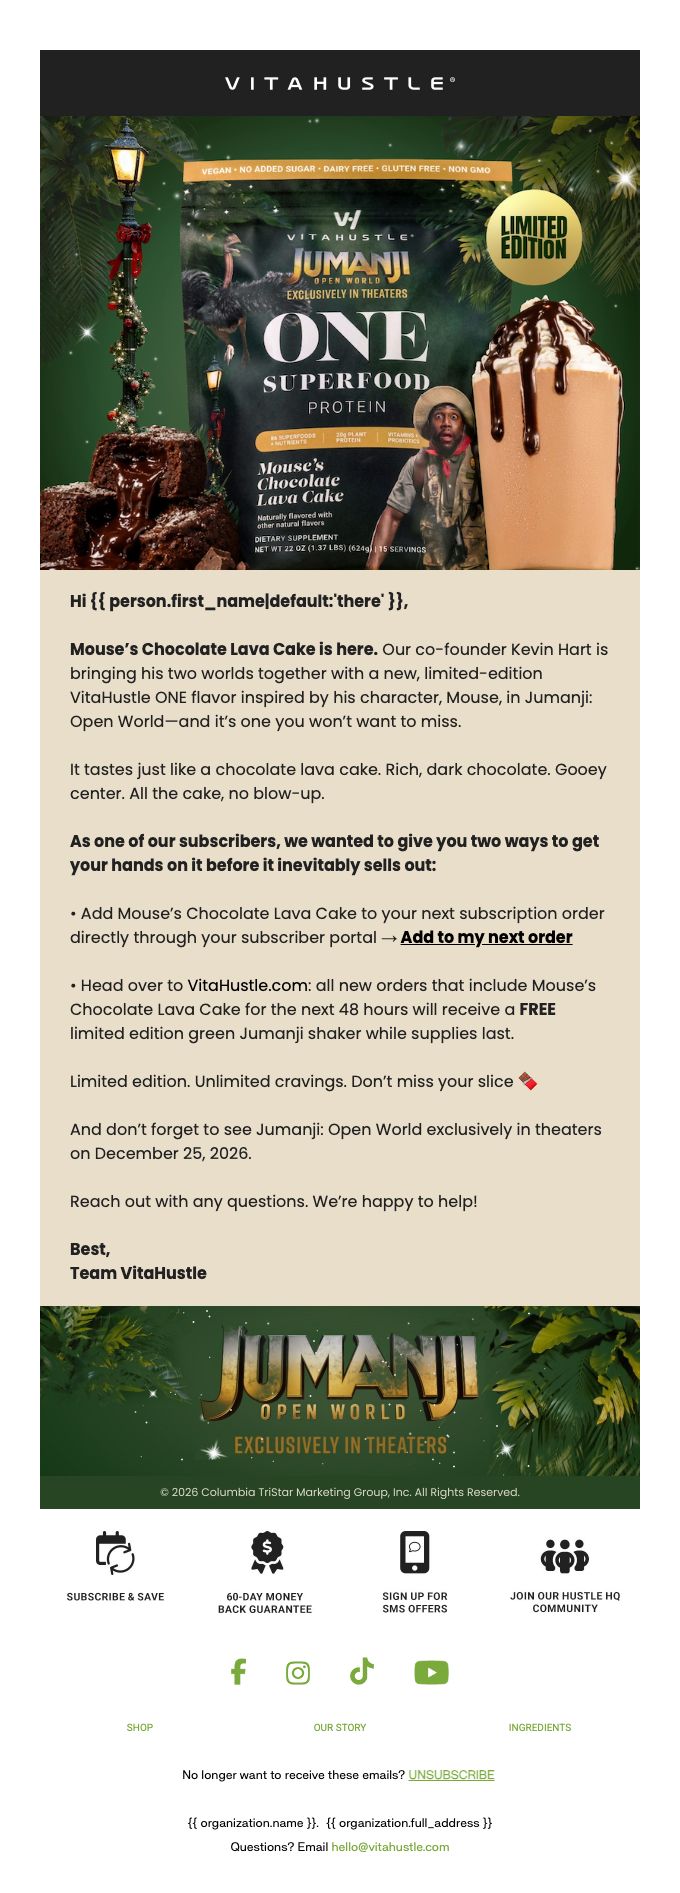 VITAHUSTLE®
VEGAN • NO ADDED SUGAR • DAIRY FREE • GLUTEN FREE • NON GMO
VITAHUSTLE®
JUMANJI
OPEN WORLD
EXCLUSIVELY IN THEATERS
LIMITED
EDITION
ONE
SUPERFOOD
PROTEIN
86 SUPERFOODS
+ NUTRIENTS
20g PLANT
PROTEIN
VITAMINS
PROBIOTICS
Mouse's
Chocolate
Lava Cake
Naturally flavored with
other natural flavors
DIETARY SUPPLEMENT
NET WT 22 OZ (1.37 LBS) (624g) | 15 SERVINGS
Hi {{ person.first_name|default:'there' }},
Mouse’s Chocolate Lava Cake is here. Our co-founder Kevin Hart is
bringing his two worlds together with a new, limited-edition
VitaHustle ONE flavor inspired by his character, Mouse, in Jumanji:
Open World—and it’s one you won’t want to miss.
It tastes just like a chocolate lava cake. Rich, dark chocolate. Gooey
center. All the cake, no blow-up.
As one of our subscribers, we wanted to give you two ways to get
your hands on it before it inevitably sells out:
• Add Mouse’s Chocolate Lava Cake to your next subscription order
directly through your subscriber portal → Add to my next order
• Head over to VitaHustle.com: all new orders that include Mouse’s
Chocolate Lava Cake for the next 48 hours will receive a FREE
limited edition green Jumanji shaker while supplies last.
Limited edition. Unlimited cravings. Don’t miss your slice 🍫
And don’t forget to see Jumanji: Open World exclusively in theaters
on December 25, 2026.
Reach out with any questions. We’re happy to help!
Best,
Team VitaHustle
JUMANJI
OPEN WORLD
EXCLUSIVELY IN THEATERS
© 2026 Columbia TriStar Marketing Group, Inc. All Rights Reserved.
SUBSCRIBE & SAVE
60-DAY MONEY
BACK GUARANTEE
SIGN UP FOR
SMS OFFERS
JOIN OUR HUSTLE HQ
COMMUNITY
SHOP
OUR STORY
INGREDIENTS
No longer want to receive these emails? UNSUBSCRIBE
{{ organization.name }}. {{ organization.full_address }}
Questions? Email hello@vitahustle.com